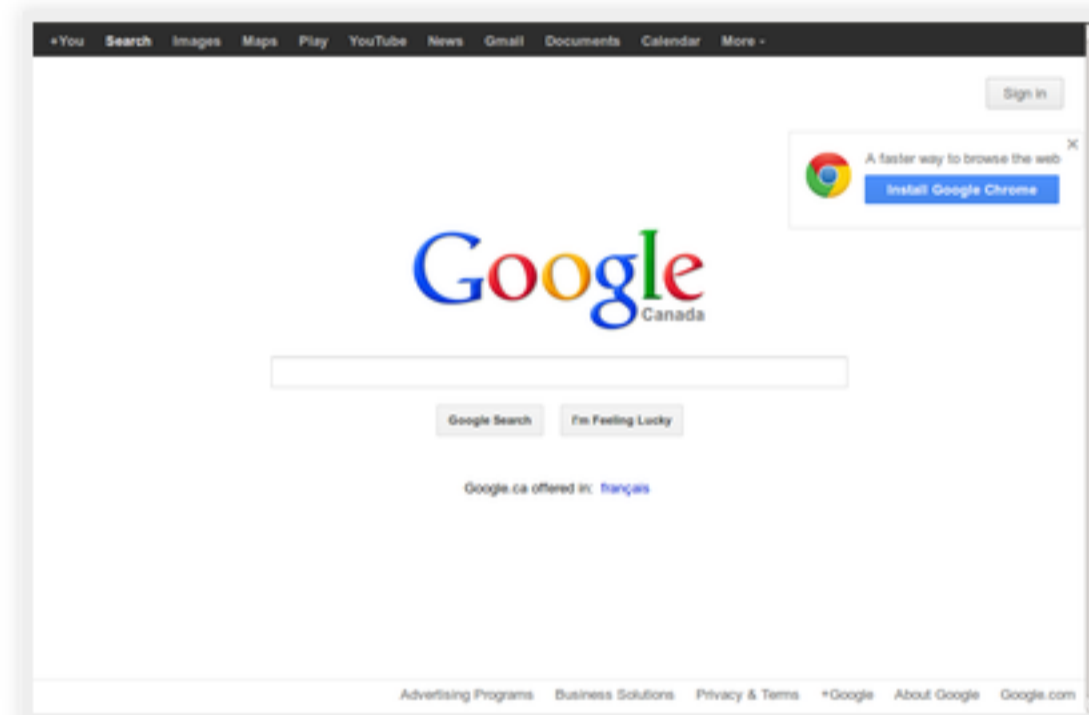 +You Search Images Maps Play YouTube News Gmail Documents Calendar More
Sign in
A faster way to browse the web
Install Google Chrome
Google
Canada
Google Search I'm Feeling Lucky
Google.ca offered in: français
Advertising Programs Business Solutions Privacy & Terms +Google About Google Google.com